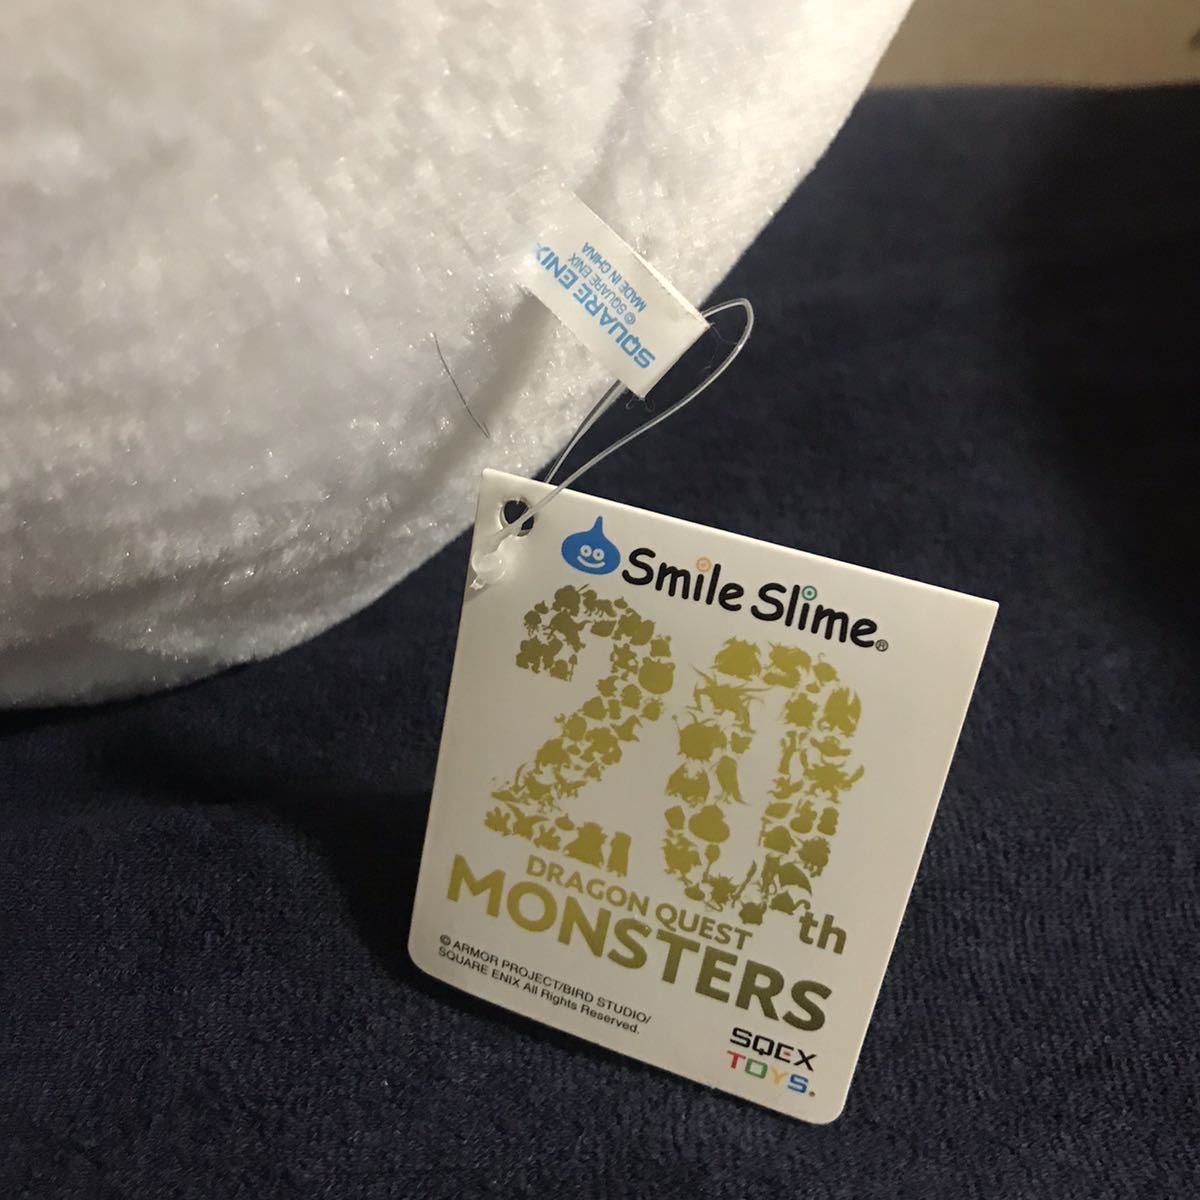 SQUARE ENIX
© SQUARE ENIX
MADE IN CHINA
Smile Slime®
20th
DRAGON QUEST
MONSTERS
© ARMOR PROJECT/BIRD STUDIO/
SQUARE ENIX All Rights Reserved.
SQEX
TOYS®